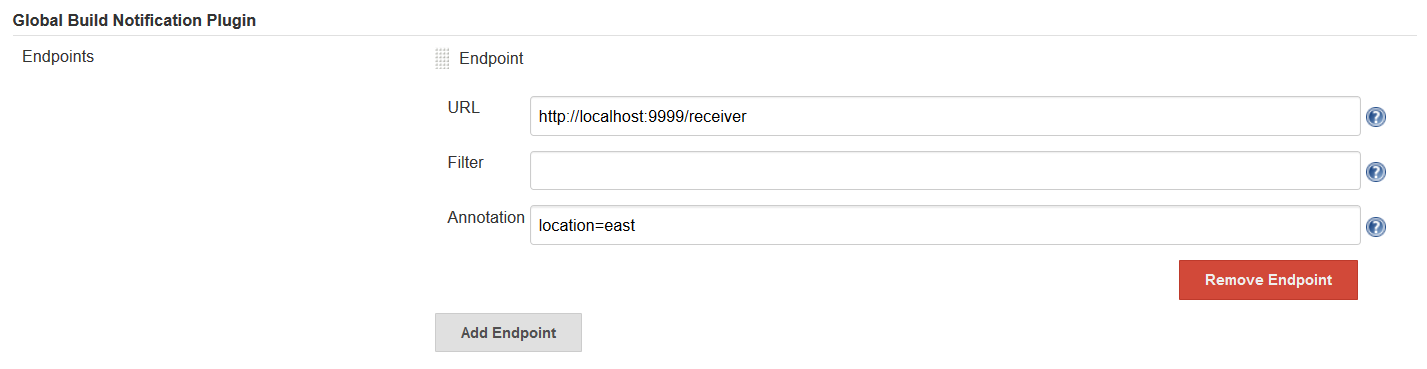 Global Build Notification Plugin
Endpoints
Endpoint
URL
http://localhost:9999/receiver
?
Filter
?
Annotation
location=east
?
Remove Endpoint
Add Endpoint